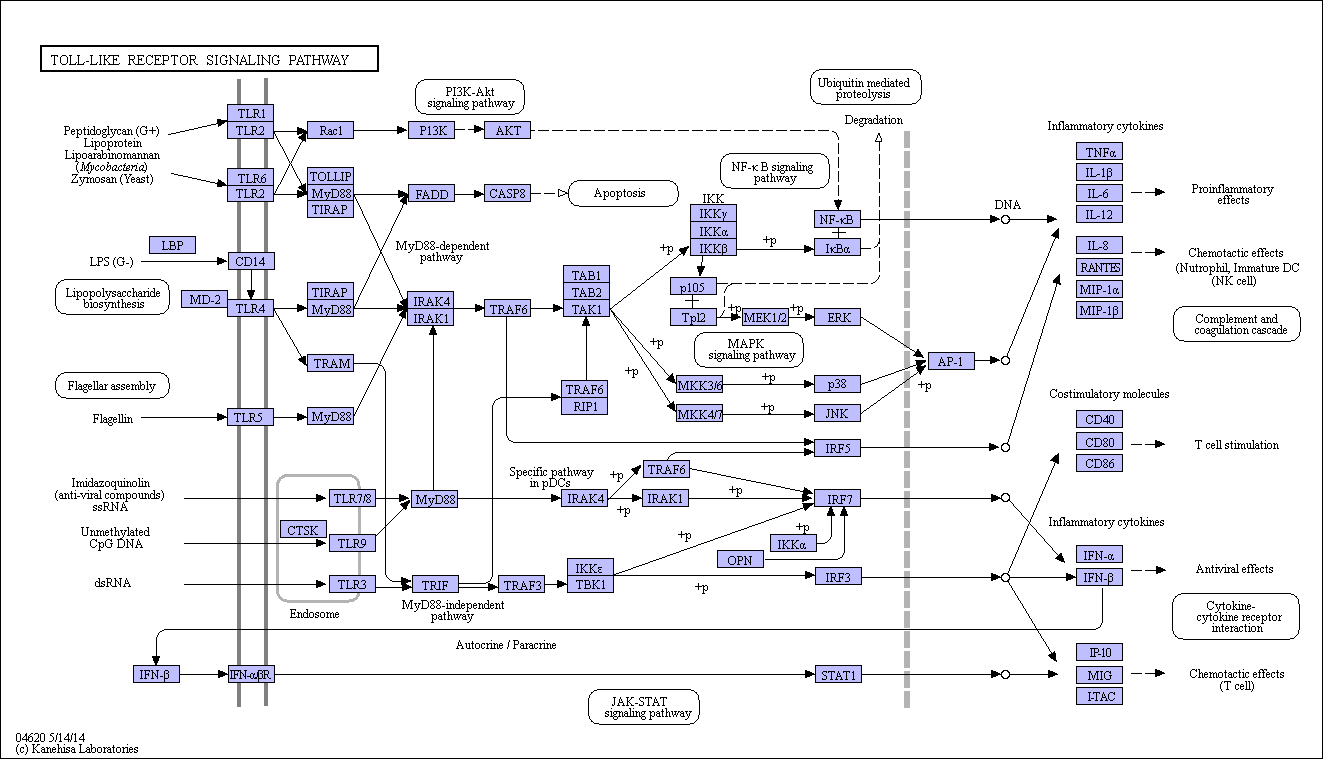 TOLL-LIKE RECEPTOR SIGNALING PATHWAY
PI3K-Akt
signaling pathway
Ubiquitin mediated
proteolysis
Degradation
TLR1
TLR2
Rac1
P13K
AKT
Peptidoglycan (G+)
Lipoprotein
Lipoarabinomannan
(Mycobacteria)
Zymosan (Yeast)
TLR6
TLR2
TOLLIP
MyD88
TIRAP
FADD
CASP8
Apoptosis
NF-κ B signaling
pathway
IKK
IKKγ
IKKα
IKKβ
+p
+p
NF-κB
IκBα
DNA
Inflammatory cytokines
TNFα
IL-1β
IL-6
IL-12
Proinflammatory
effects
IL-8
RANTES
MIP-1α
MIP-1β
Chemotactic effects
(Nutrophil, Immature DC
(NK cell)
Complement and
coagulation cascade
LBP
LPS (G-)
CD14
MyD88-dependent
pathway
Lipopolysaccharide
biosynthesis
MD-2
TLR4
TIRAP
MyD88
IRAK4
IRAK1
TRAF6
TAB1
TAB2
TAK1
p105
Tpl2
+p
MEK1/2
+p
ERK
MAPK
signaling pathway
TRAM
+p
+p
MKK3/6
+p
p38
MKK4/7
+p
JNK
+p
AP-1
Flagellar assembly
Flagellin
TLR5
MyD88
TRAF6
RIP1
IRF5
Costimulatory molecules
CD40
CD80
CD86
T cell stimulation
Imidazoquinolin
(anti-viral compounds)
ssRNA
TLR7/8
MyD88
Specific pathway
in pDCs
IRAK4
+p
+p
TRAF6
IRAK1
+p
IRF7
Unmethylated
CpG DNA
CTSK
TLR9
+p
+p
IKKα
OPN
Inflammatory cytokines
IFN-α
IFN-β
Antiviral effects
dsRNA
TLR3
Endosome
TRIF
TRAF3
IKKε
TBK1
+p
IRF3
MyD88-independent
pathway
Cytokine-
cytokine receptor
interaction
Autocrine / Paracrine
IFN-β
IFN-α/βR
STAT1
IP-10
MIG
I-TAC
Chemotactic effects
(T cell)
JAK-STAT
signaling pathway
04620 5/14/14
(c) Kanehisa Laboratories